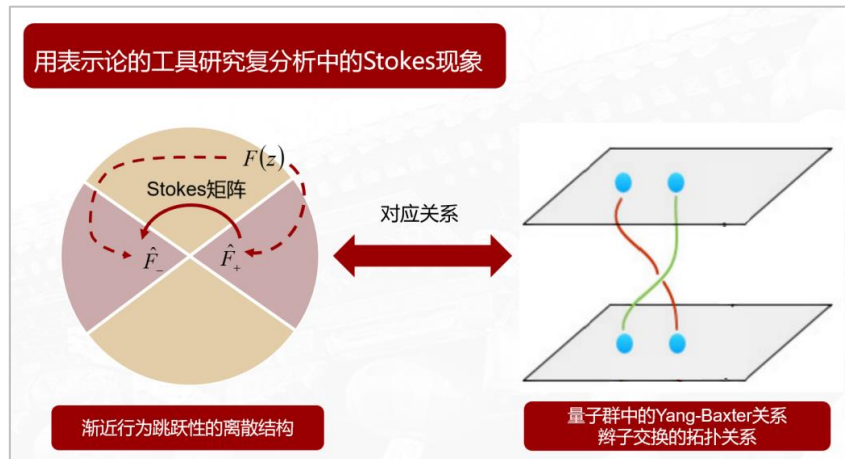 用表示论的工具研究复分析中的Stokes现象
F(z)
Stokes矩阵
F̂₋
F̂₊
对应关系
渐近行为跳跃性的离散结构
量子群中的Yang-Baxter关系
辫子交换的拓扑关系